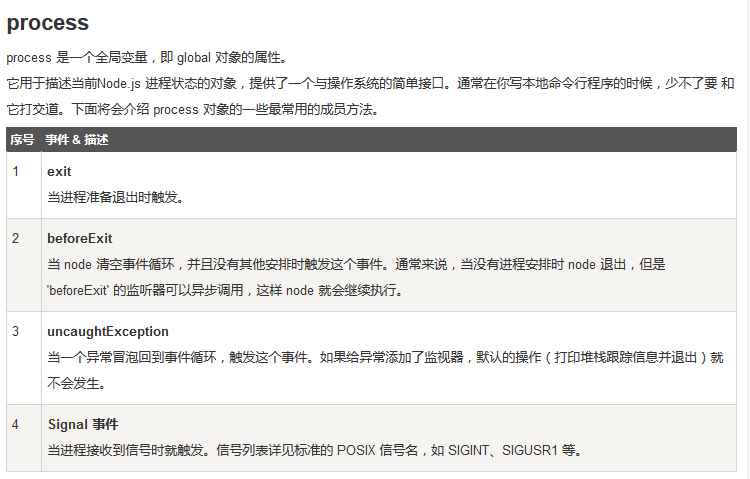 process
process 是一个全局变量，即 global 对象的属性。
它用于描述当前Node.js 进程状态的对象，提供了一个与操作系统的简单接口。通常在你写本地命令行程序的时候，少不了要 和
它打交道。下面将会介绍 process 对象的一些最常用的成员方法。
序号 事件 & 描述
1 exit
当进程准备退出时触发。
2 beforeExit
当 node 清空事件循环，并且没有其他安排时触发这个事件。通常来说，当没有进程安排时 node 退出，但是
'beforeExit' 的监听器可以异步调用，这样 node 就会继续执行。
3 uncaughtException
当一个异常冒泡回到事件循环，触发这个事件。如果给异常添加了监视器，默认的操作（打印堆栈跟踪信息并退出）就
不会发生。
4 Signal 事件
当进程接收到信号时就触发。信号列表详见标准的 POSIX 信号名，如 SIGINT、SIGUSR1 等。